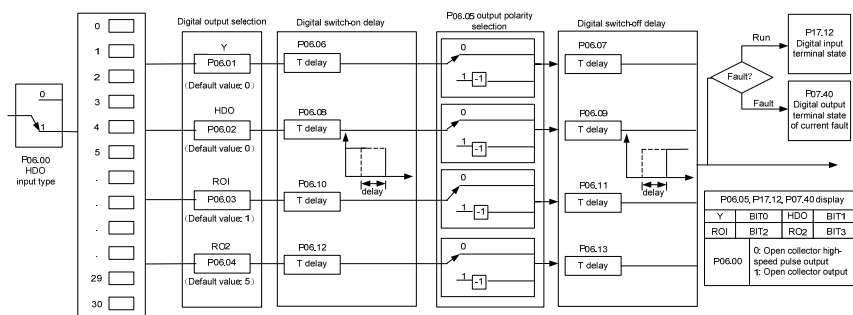 0
1
2
3
4
5
.
.
.
.
29
30
0
1
P06.00
HDO
input type
Digital output selection
Y
P06.01
(Default value: 0)
HDO
P06.02
(Default value: 0)
ROI
P06.03
(Default value: 1)
RO2
P06.04
(Default value: 5)
Digital switch-on delay
P06.06
T delay
P06.08
T delay
delay
P06.10
T delay
P06.12
T delay
P06.05 output polarity
selection
0
1
-1
0
1
-1
0
1
-1
0
1
-1
Digital switch-off delay
P06.07
T delay
P06.09
T delay
delay
P06.11
T delay
P06.13
T delay
Fault?
Run
Fault
P17.12
Digital input
terminal state
P07.40
Digital output
terminal state
of current fault
P06.05, P17.12, P07.40 display
Y BIT0 HDO BIT1
ROI BIT2 RO2 BIT3
P06.00
0: Open collector high-
speed pulse output
1: Open collector output